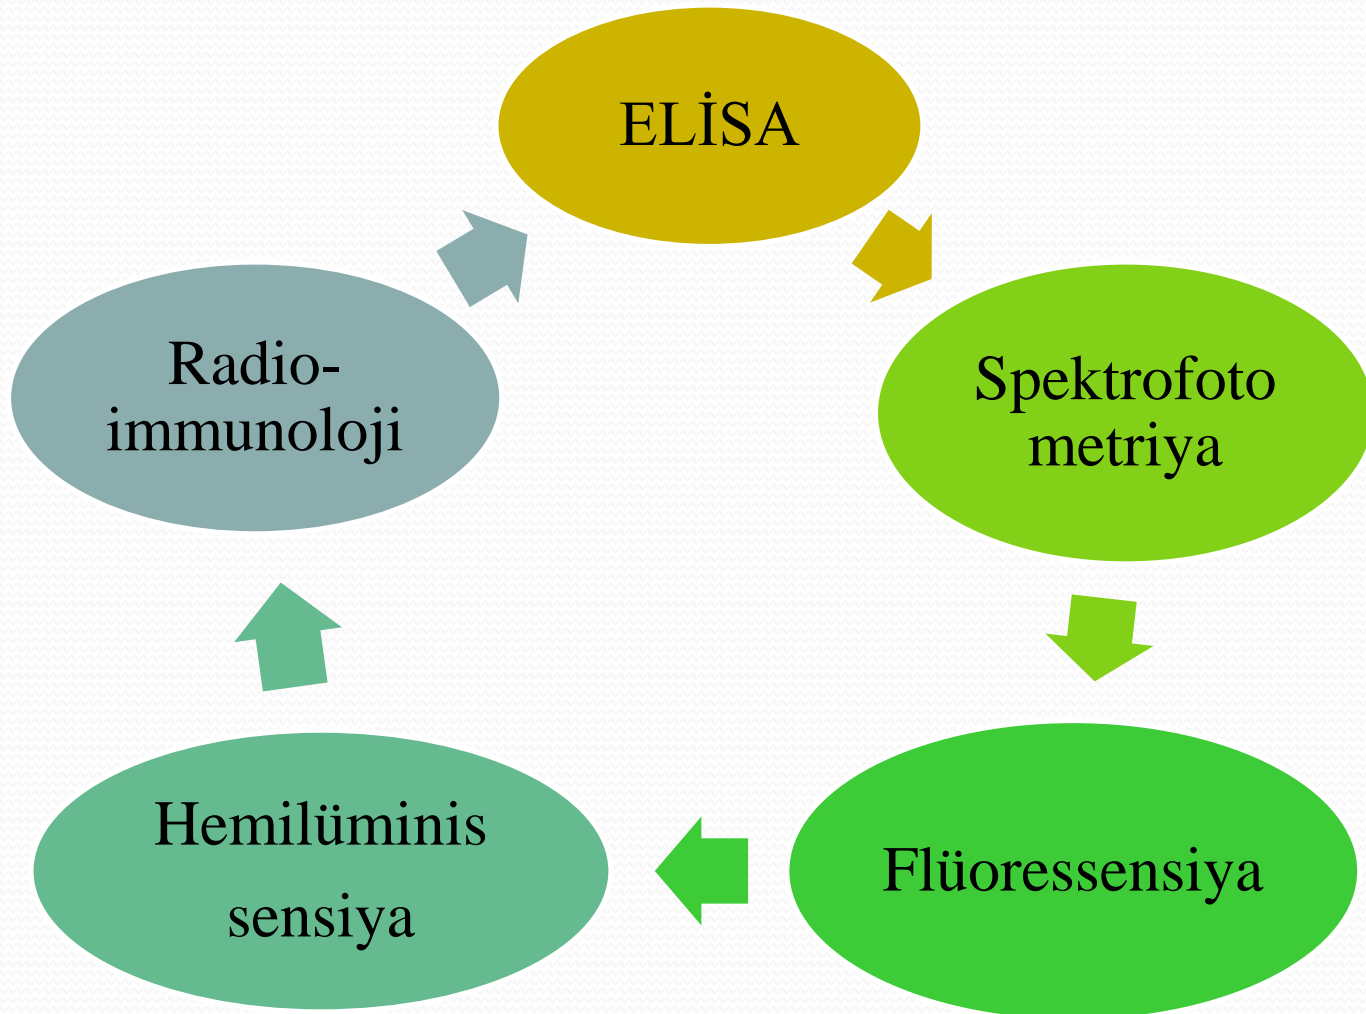 ELİSA
Spektrofoto
metriya
Flüoressensiya
Hemilüminis
sensiya
Radio-
immunoloji